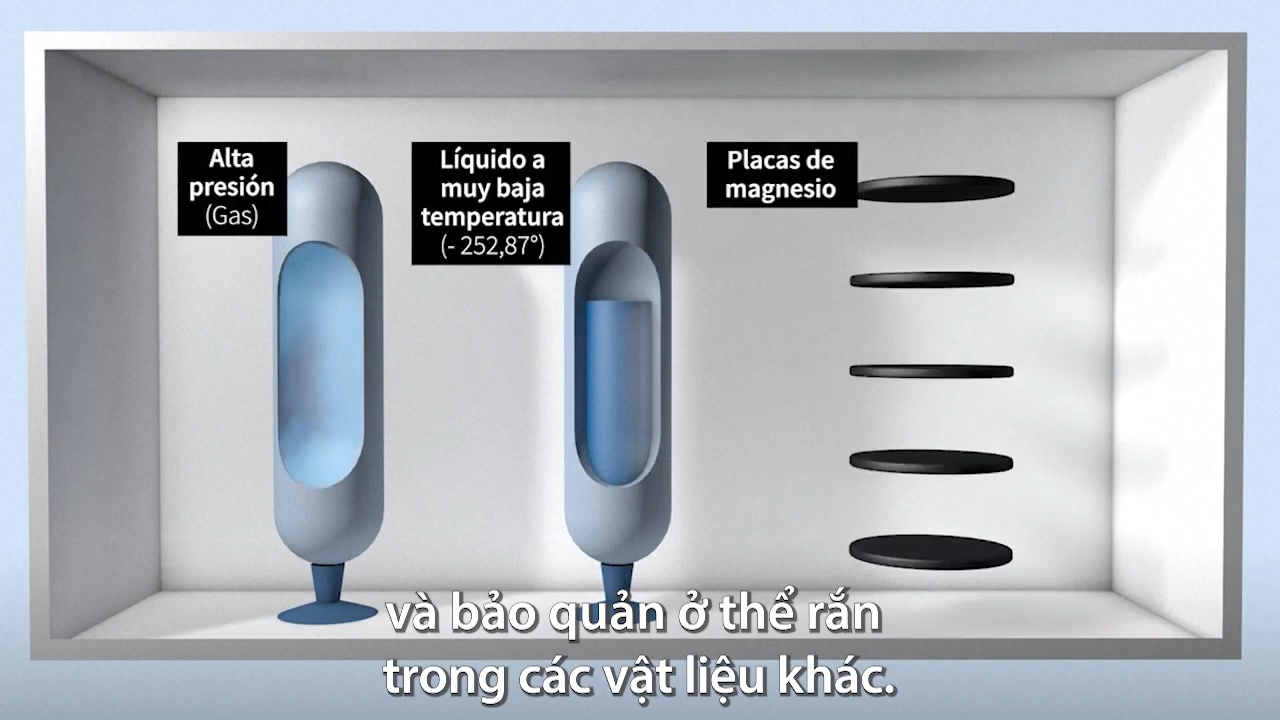 Alta
presión
(Gas)
Líquido a
muy baja
temperatura
(- 252,87°)
Placas de
magnesio
và bảo quản ở thể rắn
trong các vật liệu khác.